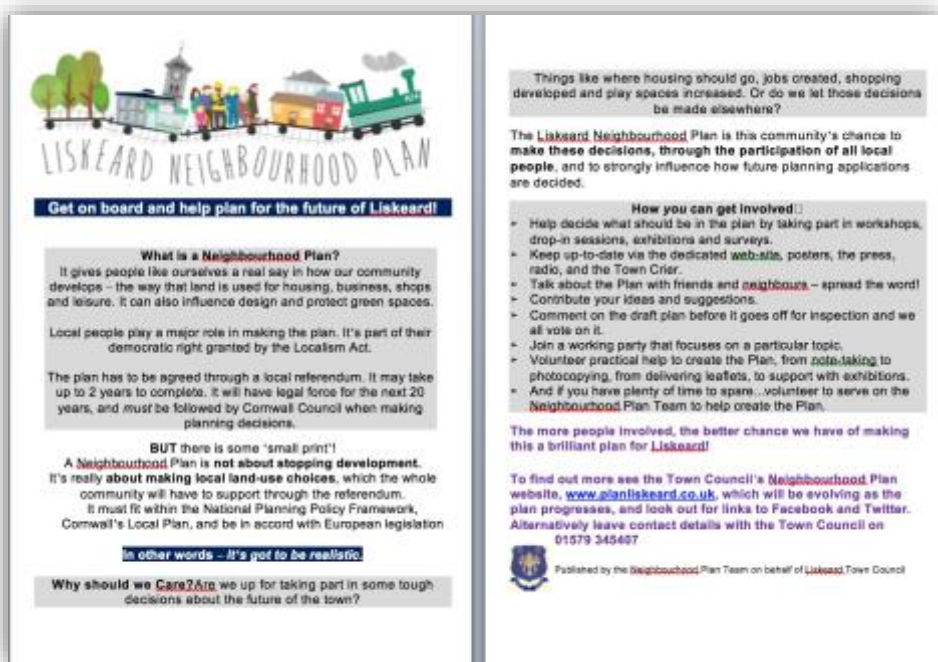 LISKEARD NEIGHBOURHOOD PLAN
Get on board and help plan for the future of Liskeard!
What is a Neighbourhood Plan?
It gives people like ourselves a real say in how our community
develops – the way that land is used for housing, business, shops
and leisure. It can also influence design and protect green spaces.
Local people play a major role in making the plan. It's part of their
democratic right granted by the Localism Act.
The plan has to be agreed through a local referendum. It may take
up to 2 years to complete. It will have legal force for the next 20
years, and must be followed by Cornwall Council when making
planning decisions.
BUT there is some 'small print'!
A Neighbourhood Plan is not about stopping development.
It's really about making local land-use choices, which the whole
community will have to support through the referendum.
It must fit within the National Planning Policy Framework,
Cornwall's Local Plan, and be in accord with European legislation
In other words – it's got to be realistic.
Why should we Care?Are we up for taking part in some tough
decisions about the future of the town?
Things like where housing should go, jobs created, shopping
developed and play spaces increased. Or do we let those decisions
be made elsewhere?
The Liskeard Neighbourhood Plan is this community's chance to
make these decisions, through the participation of all local
people, and to strongly influence how future planning applications
are decided.
How you can get involved
Help decide what should be in the plan by taking part in workshops,
drop-in sessions, exhibitions and surveys.
Keep up-to-date via the dedicated web-site, posters, the press,
radio, and the Town Crier.
Talk about the Plan with friends and neighbours – spread the word!
Contribute your ideas and suggestions.
Comment on the draft plan before it goes off for inspection and we
all vote on it.
Join a working party that focuses on a particular topic.
Volunteer practical help to create the Plan, from note-taking to
photocopying, from delivering leaflets, to support with exhibitions.
And if you have plenty of time to spare...volunteer to serve on the
Neighbourhood Plan Team to help create the Plan.
The more people involved, the better chance we have of making
this a brilliant plan for Liskeard!
To find out more see the Town Council's Neighbourhood Plan
website, www.planliskeard.co.uk, which will be evolving as the
plan progresses, and look out for links to Facebook and Twitter.
Alternatively leave contact details with the Town Council on
01579 345407
Published by the Neighbourhood Plan Team on behalf of Liskeard Town Council